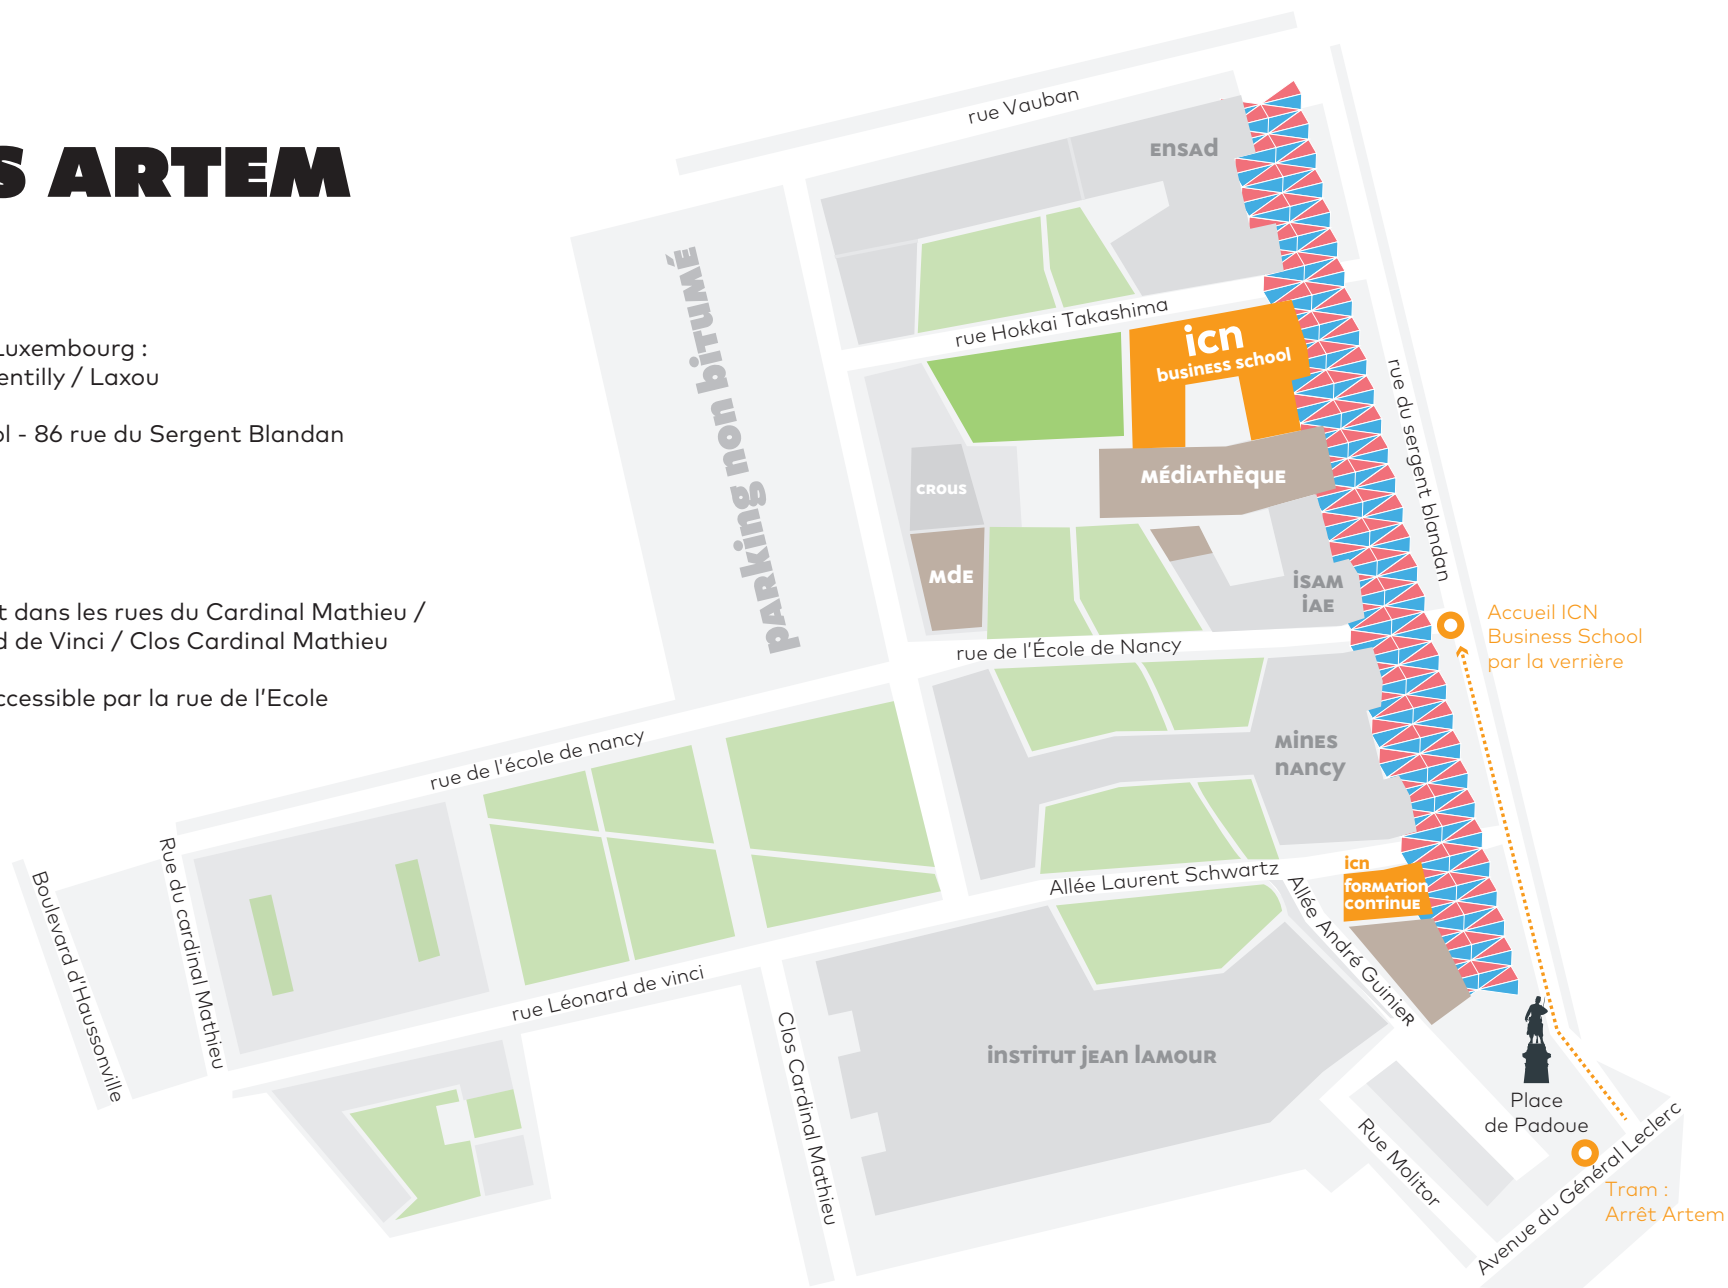 S ARTEM
Luxembourg :
entilly / Laxou
ol - 86 rue du Sergent Blandan
t dans les rues du Cardinal Mathieu /
d de Vinci / Clos Cardinal Mathieu
ccessible par la rue de l'Ecole
rue Vauban
ENSAd
parking non bitumé
rue Hokkai Takashima
icn
business school
rue du sergent blandan
MÉdiAThÈquE
CROUS
MdE
iSAM
iAE
Accueil ICN
Business School
par la verrière
rue de l'École de Nancy
rue de l'école de nancy
MiNES
NANCY
Rue du cardinal Mathieu
Boulevard d'Haussonville
icn
fORMATiON
CONTiNUE
Allée Laurent Schwartz
Allée André GuinieR
rue Léonard de vinci
Clos Cardinal Mathieu
iNSTiTUT jEAN lAMOUR
Place
de Padoue
Rue Molitor
Avenue du Général Leclerc
Tram :
Arrêt Artem